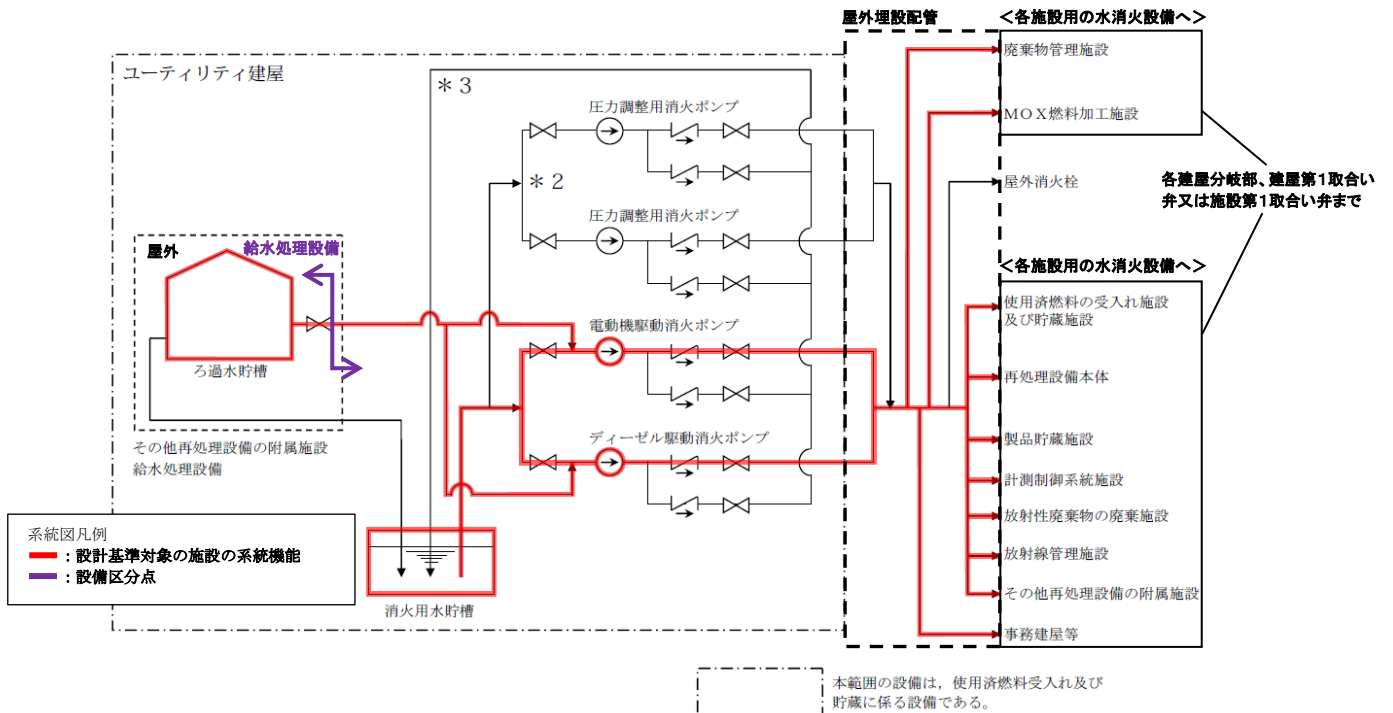 屋外埋設配管
＜各施設用の水消火設備へ＞
ユーティリティ建屋
＊３
圧力調整用消火ポンプ
廃棄物管理施設
ＭＯＸ燃料加工施設
＊２
屋外消火栓
各建屋分岐部、建屋第１取合い
弁又は施設第１取合い弁まで
圧力調整用消火ポンプ
屋外
給水処理設備
＜各施設用の水消火設備へ＞
使用済燃料の受入れ施設
及び貯蔵施設
電動機駆動消火ポンプ
ろ過水貯槽
再処理設備本体
その他再処理設備の附属施設
給水処理設備
ディーゼル駆動消火ポンプ
製品貯蔵施設
計測制御系統施設
放射性廃棄物の廃棄施設
系統図凡例
：設計基準対象の施設の系統機能
：設備区分点
放射線管理施設
その他再処理設備の附属施設
消火用水貯槽
事務建屋等
本範囲の設備は，使用済燃料受入れ及び
貯蔵に係る設備である。